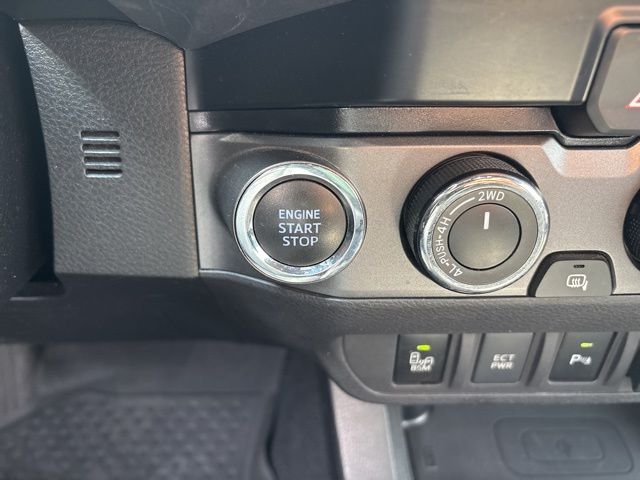 ENGINE
START
STOP
2WD
4L-PUSH-4H
BSM
ECT
PWR
P